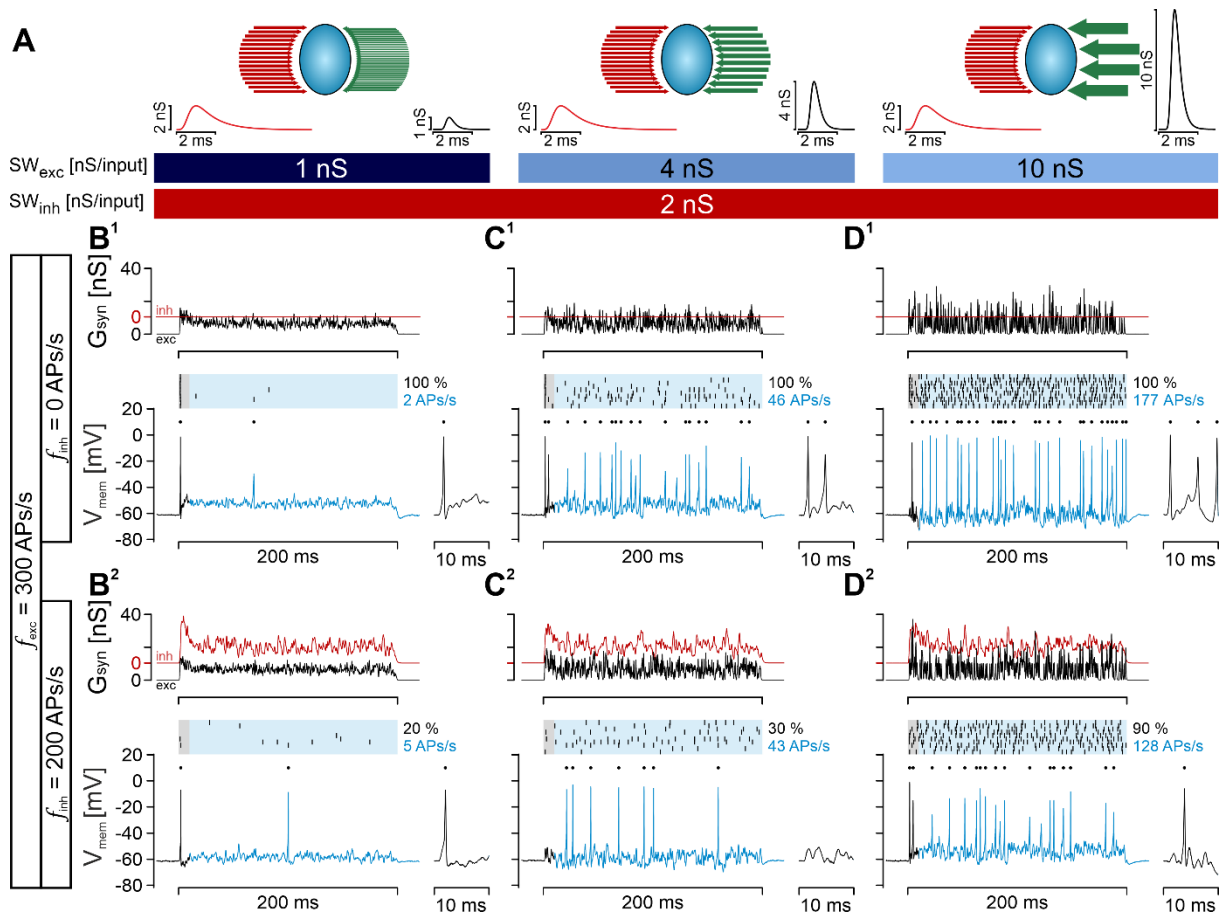 A
2 nS
2 ms
1 nS
2 ms
2 nS
2 ms
4 nS
2 ms
2 nS
2 ms
10 nS
2 ms
SWexc [nS/input]
1 nS
4 nS
10 nS
SWinh [nS/input]
2 nS
fexc = 300 APs/s
finh = 0 APs/s
B1
C1
D1
Gsyn [nS]
40
0
0
inh
exc
100 %
2 APs/s
100 %
46 APs/s
100 %
177 APs/s
Vmem [mV]
20
0
-20
-40
-60
-80
200 ms
10 ms
200 ms
10 ms
200 ms
10 ms
finh = 200 APs/s
B2
C2
D2
Gsyn [nS]
40
0
0
inh
exc
20 %
5 APs/s
30 %
43 APs/s
90 %
128 APs/s
Vmem [mV]
20
0
-20
-40
-60
-80
200 ms
10 ms
200 ms
10 ms
200 ms
10 ms